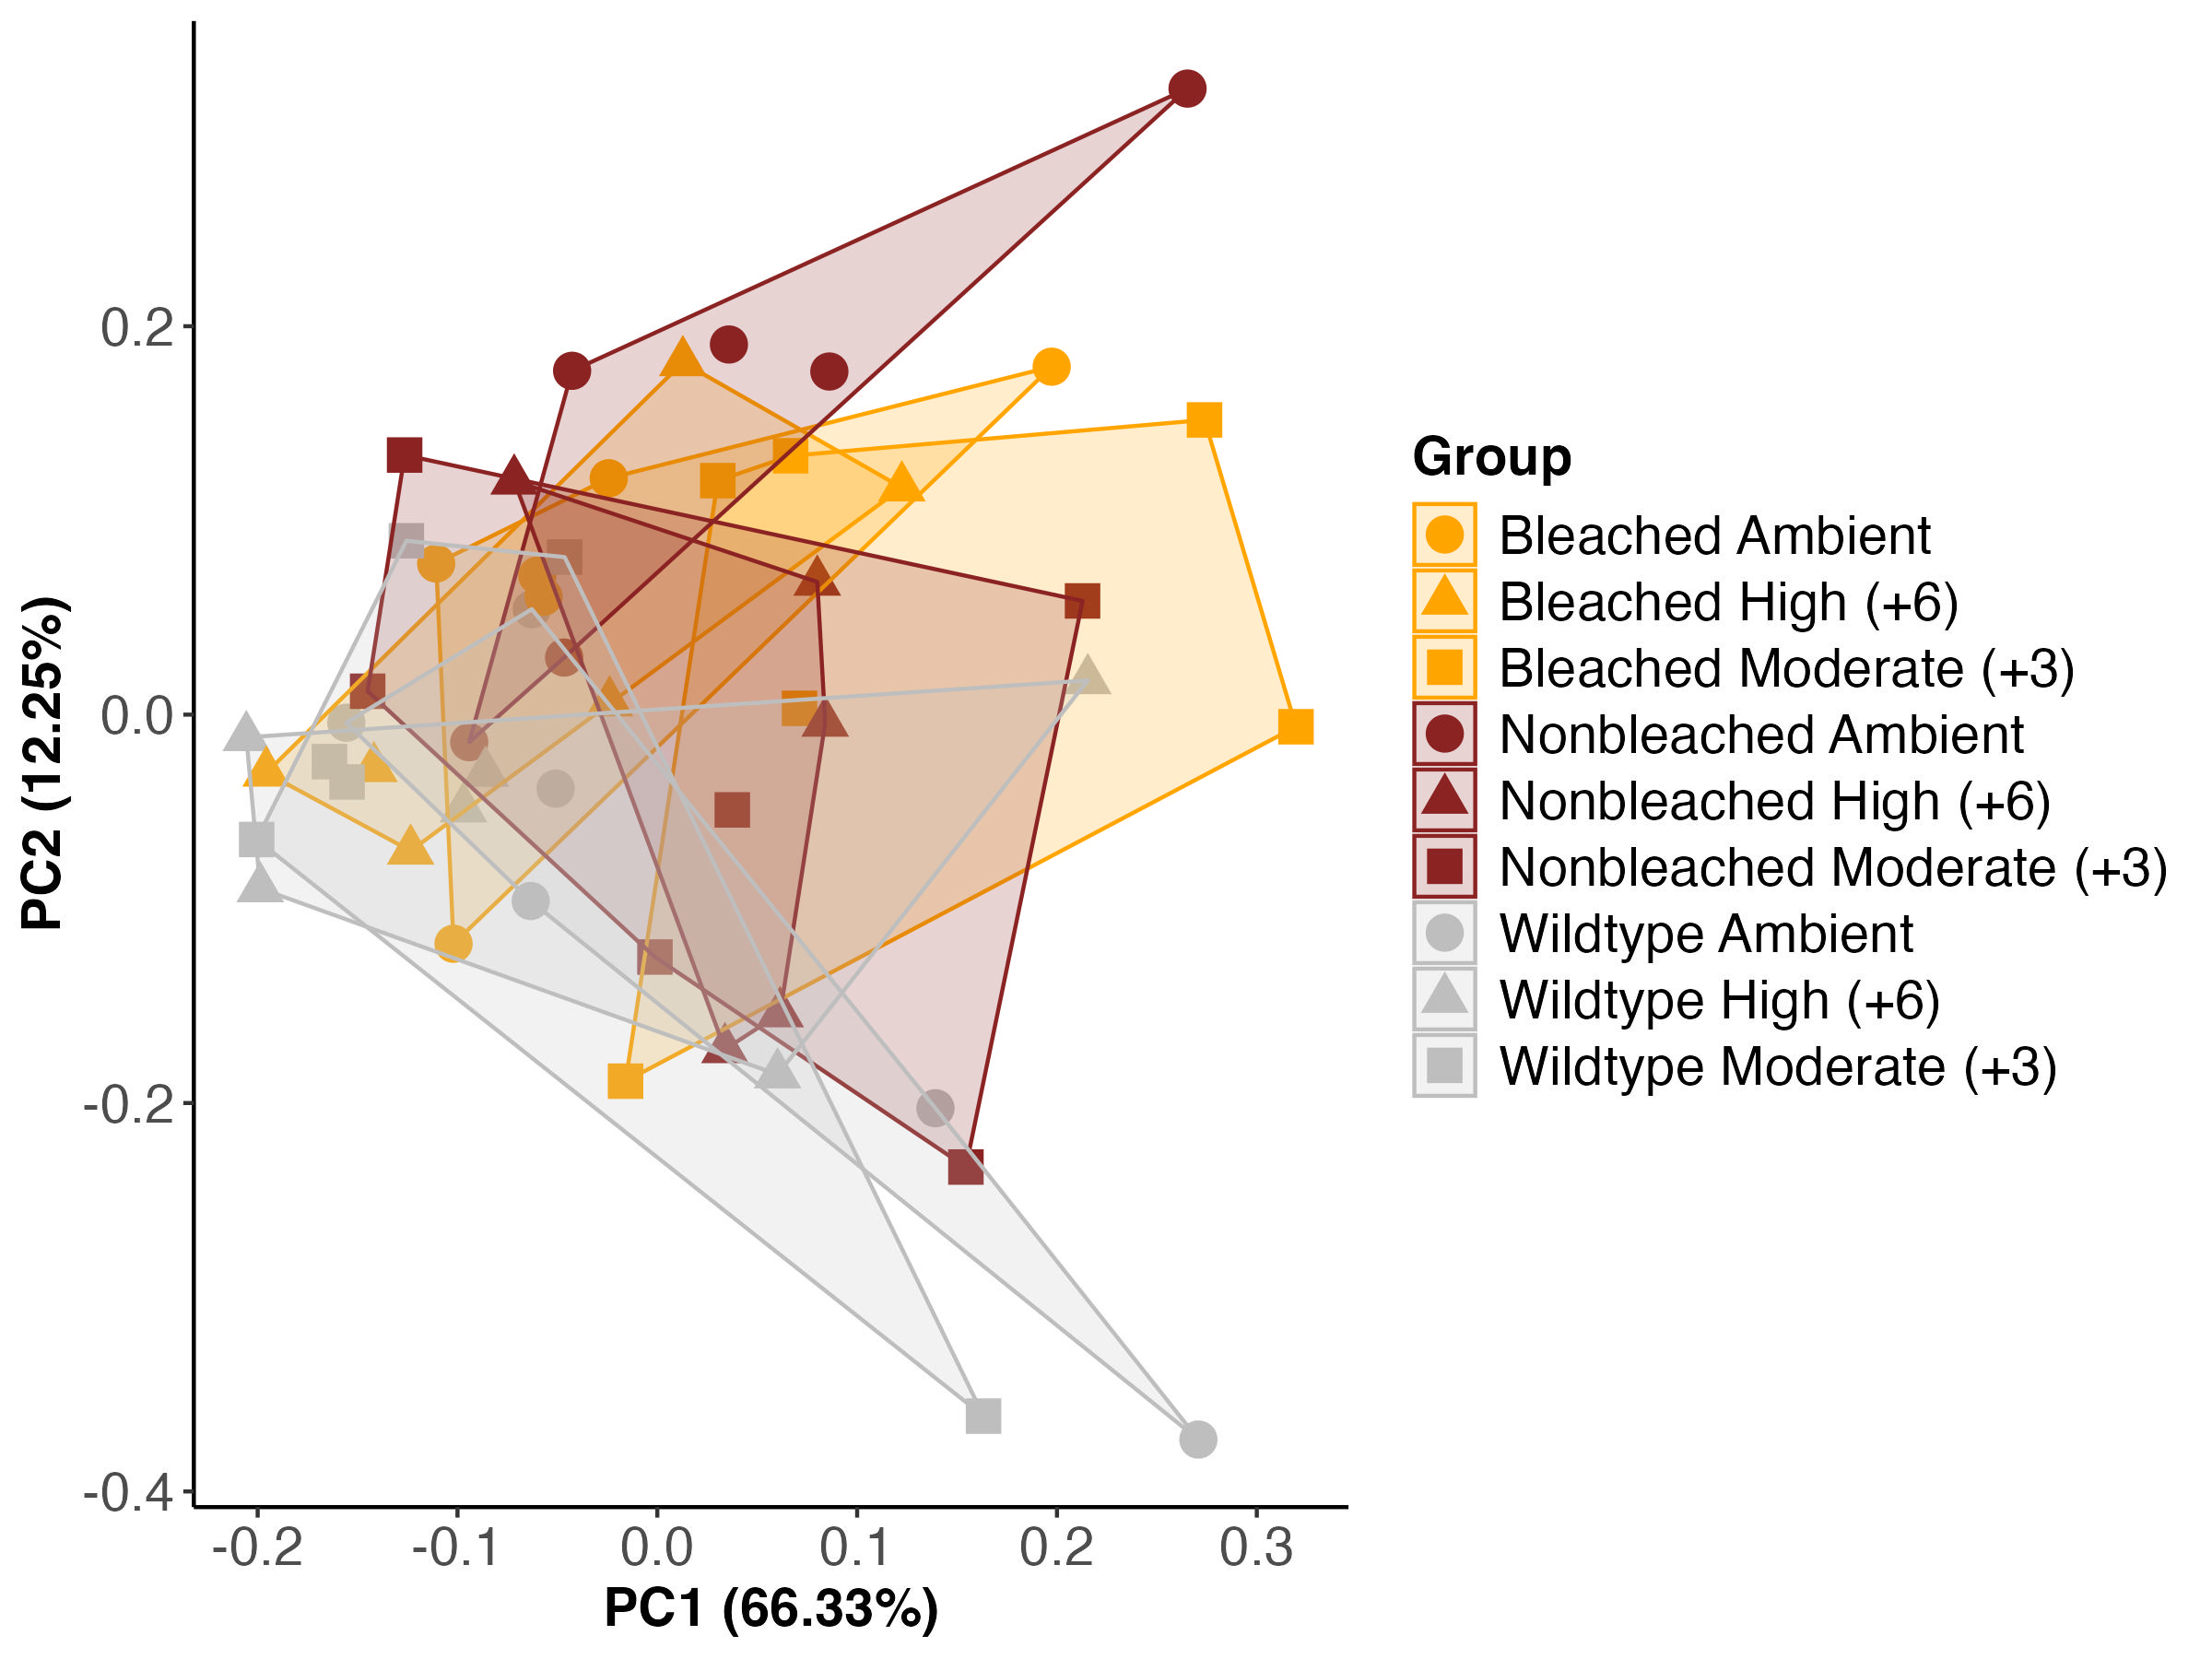 PC2 (12.25%)
0.2
0.0
-0.2
-0.4
-0.2 -0.1 0.0 0.1 0.2 0.3
PC1 (66.33%)
Group
Bleached Ambient
Bleached High (+6)
Bleached Moderate (+3)
Nonbleached Ambient
Nonbleached High (+6)
Nonbleached Moderate (+3)
Wildtype Ambient
Wildtype High (+6)
Wildtype Moderate (+3)